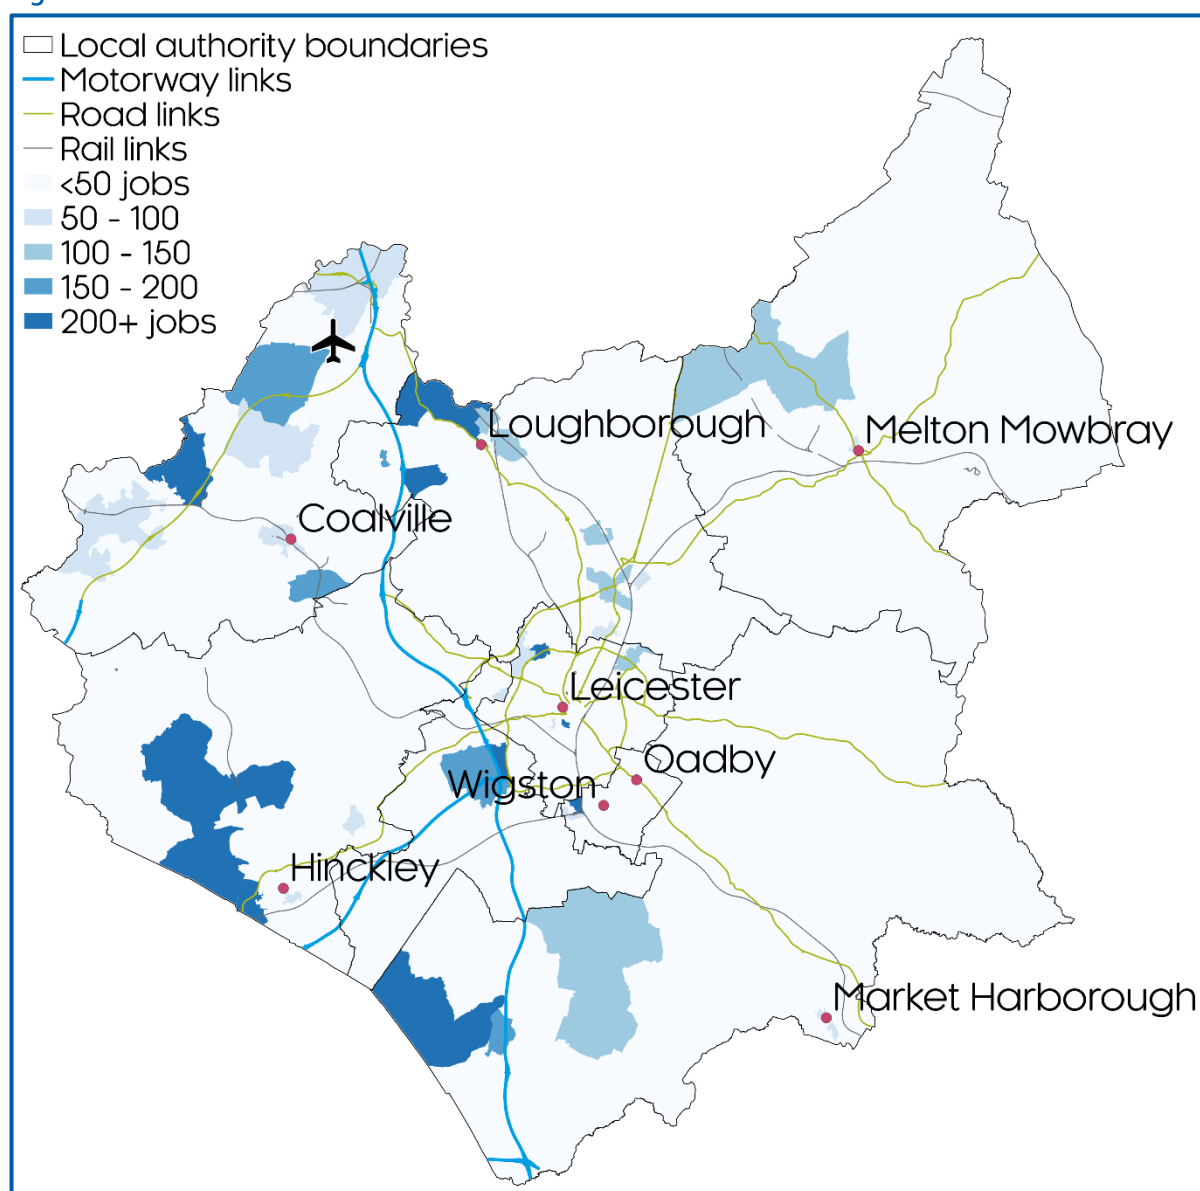 Local authority boundaries
Motorway links
Road links
Rail links
<50 jobs
50 - 100
100 - 150
150 - 200
200+ jobs
Loughborough
Melton Mowbray
Coalville
Leicester
Oadby
Wigston
Hinckley
Market Harborough